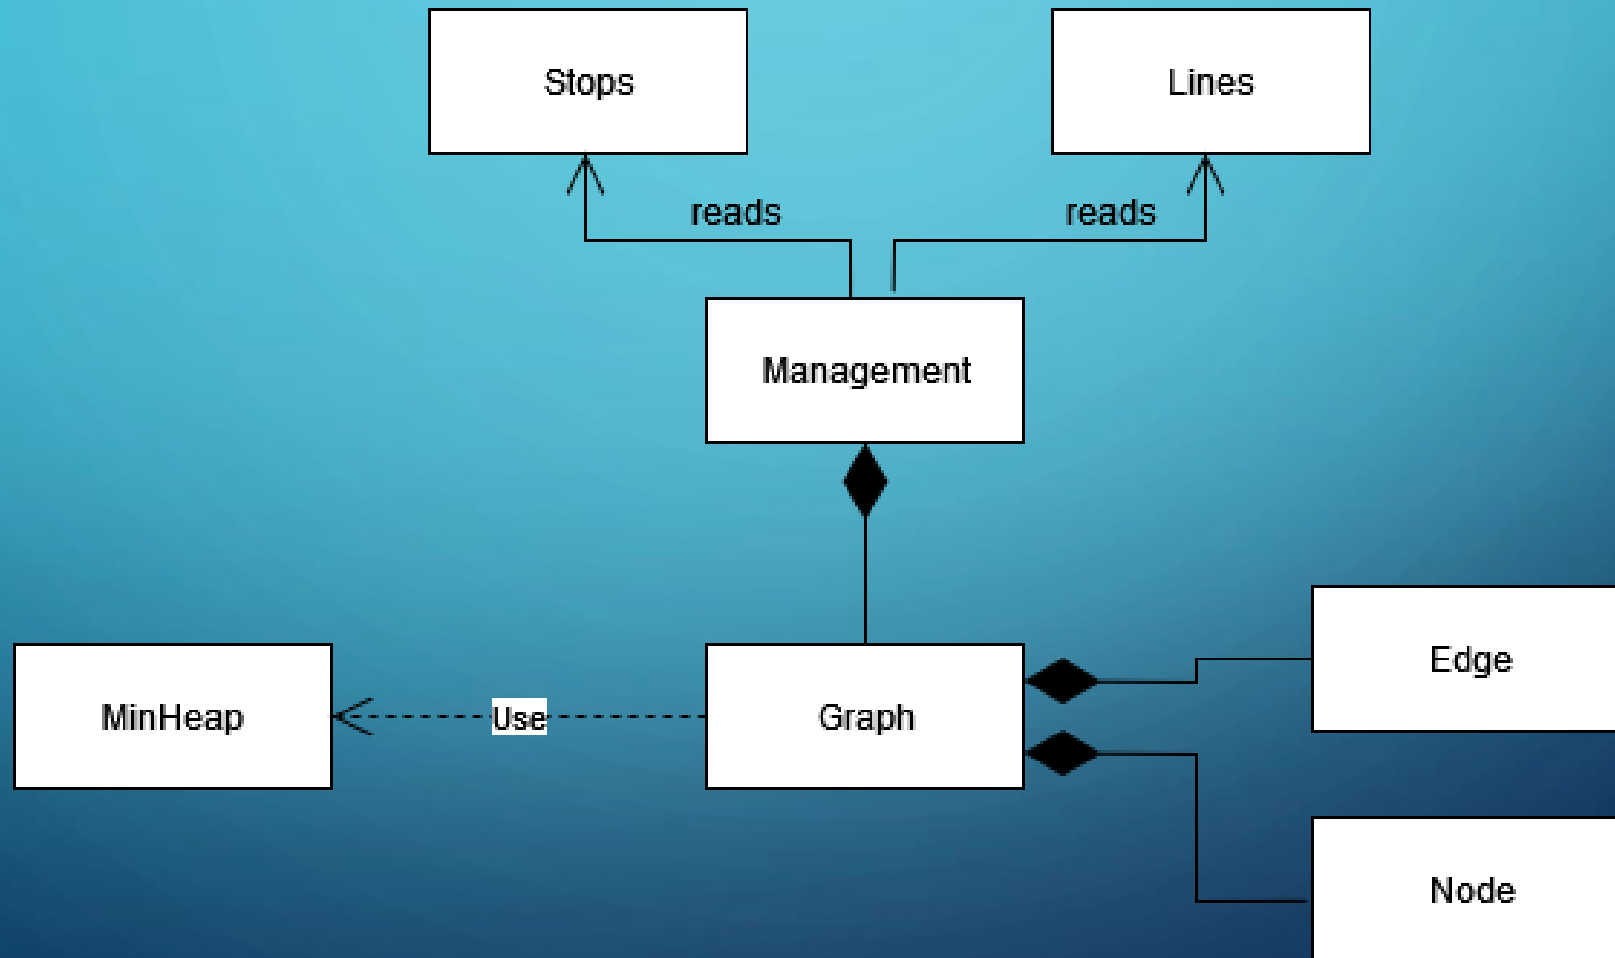 Stops
Lines
reads
reads
Management
Edge
MinHeap
Use
Graph
Node